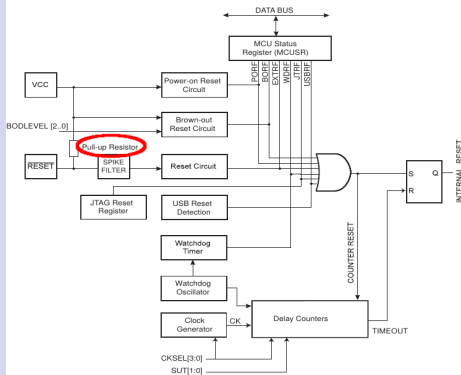 DATA BUS
MCU Status
Register (MCUSR)
PORF
BORF
EXTRF
WDRF
JTRF
USBRF
VCC
Power-on Reset
Circuit
BODLEVEL [2..0]
Brown-out
Reset Circuit
Pull-up Resistor
RESET
SPIKE
FILTER
Reset Circuit
JTAG Reset
Register
USB Reset
Detection
Watchdog
Timer
Watchdog
Oscillator
Clock
Generator
CK
Delay Counters
COUNTER RESET
S
Q
R
INTERNAL RESET
TIMEOUT
CKSEL[3:0]
SUT[1:0]